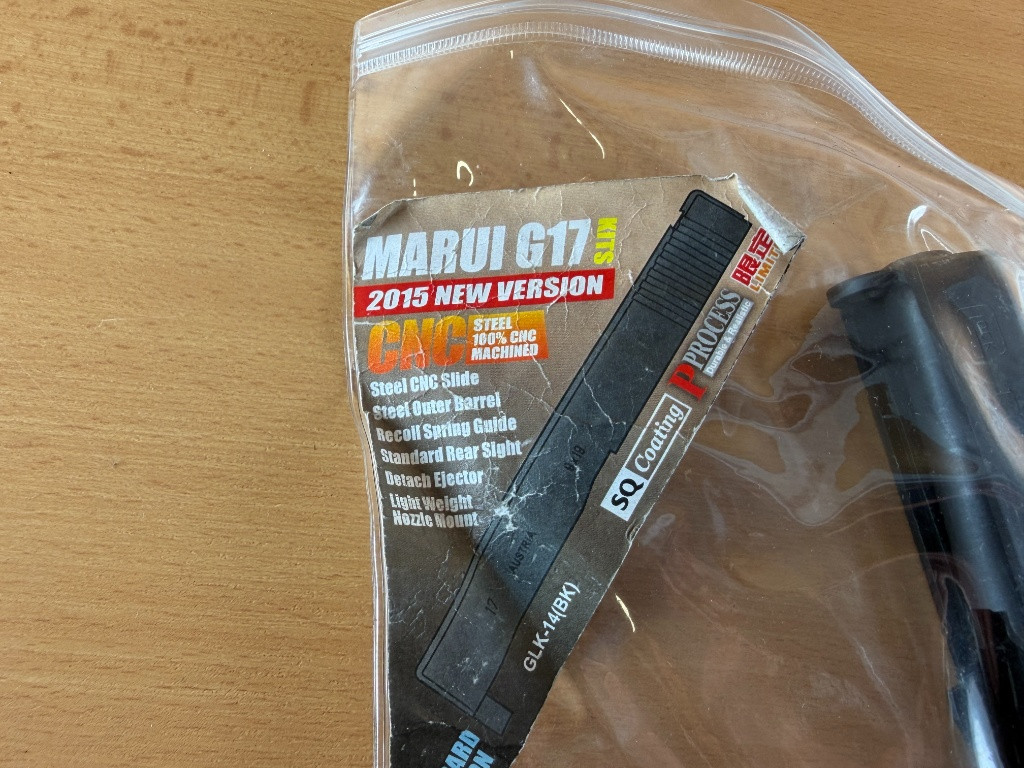 MARUI G17
KITS
2015 NEW VERSION
CNC
STEEL
100% CNC
MACHINED
Steel CNC Slide
Steel Outer Barrel
Recoil Spring Guide
Standard Rear Sight
Detach Ejector
Light Weight
Nozzle Mount
限定
P PROCESS
Durable & Realistic
SQ Coating
AUSTRIA
17
GLK-14(BK)